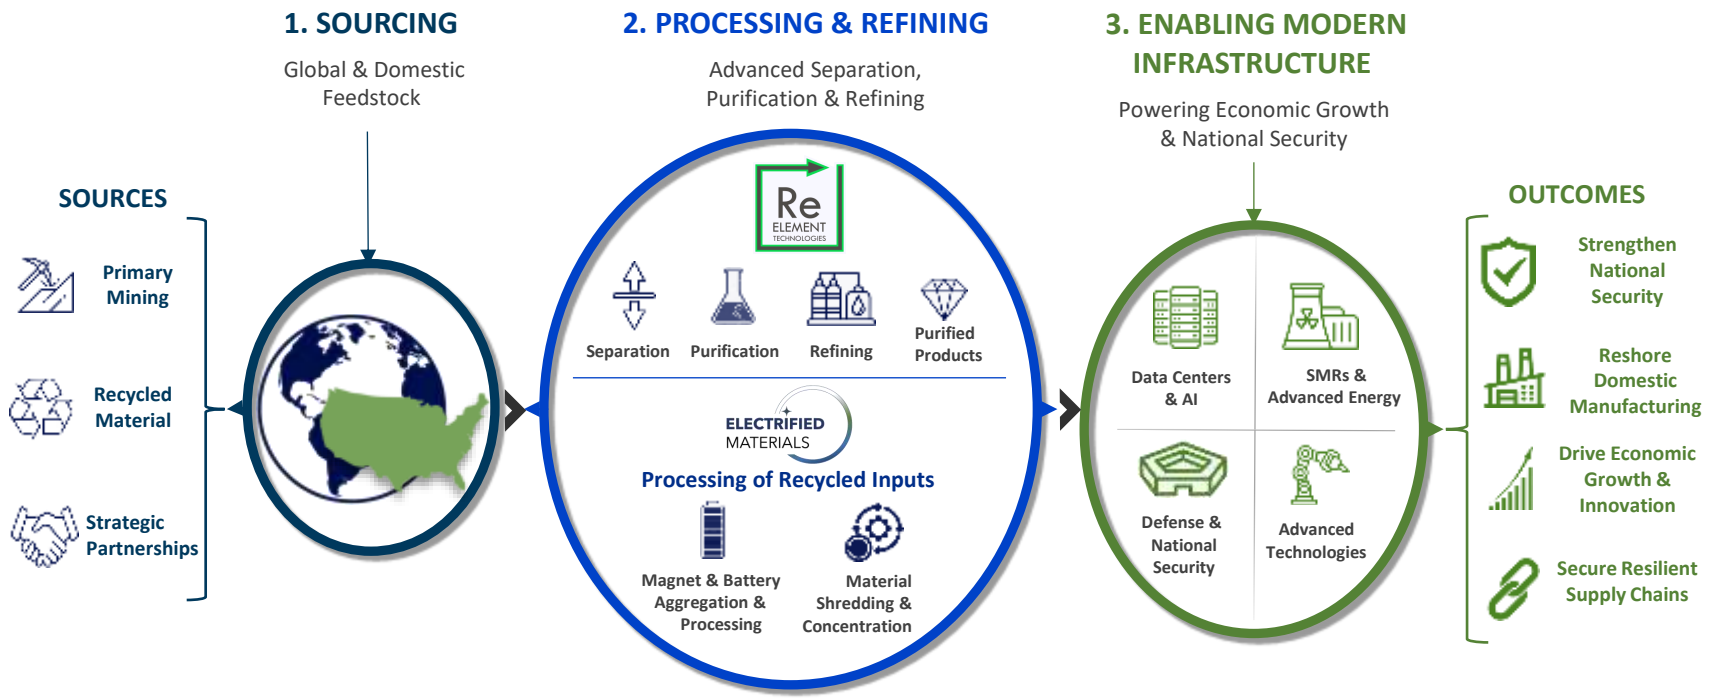 1. SOURCING
Global & Domestic
Feedstock
SOURCES
Primary
Mining
Recycled
Material
Strategic
Partnerships
2. PROCESSING & REFINING
Advanced Separation,
Purification & Refining
Re
ELEMENT
TECHNOLOGIES
Separation
Purification
Refining
Purified
Products
ELECTRIFIED
MATERIALS
Processing of Recycled Inputs
Magnet & Battery
Aggregation &
Processing
Material
Shredding &
Concentration
3. ENABLING MODERN
INFRASTRUCTURE
Powering Economic Growth
& National Security
Data Centers
& AI
SMRs &
Advanced Energy
Defense &
National
Security
Advanced
Technologies
OUTCOMES
Strengthen
National
Security
Reshore
Domestic
Manufacturing
Drive Economic
Growth &
Innovation
Secure Resilient
Supply Chains